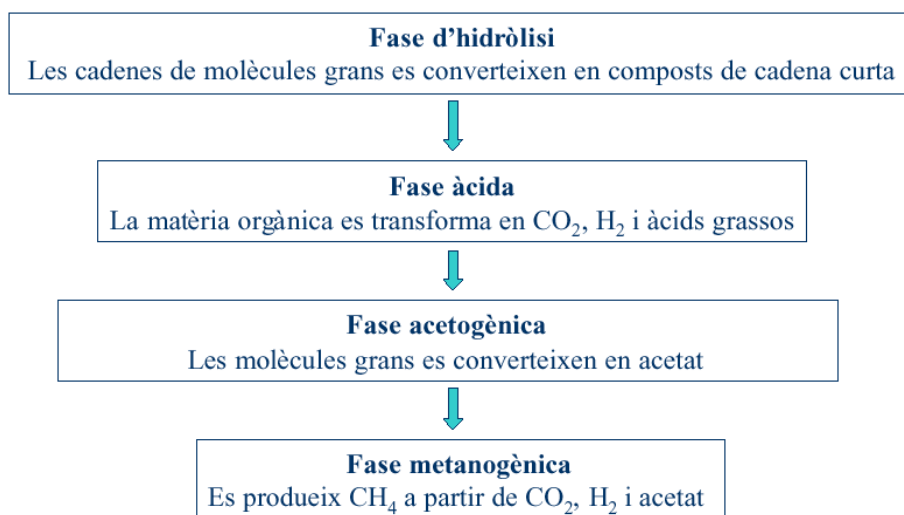 Fase d'hidròlisi
Les cadenes de molècules grans es converteixen en composts de cadena curta
Fase àcida
La matèria orgànica es transforma en CO₂, H₂ i àcids grassos
Fase acetogènica
Les molècules grans es converteixen en acetat
Fase metanogènica
Es produeix CH₄ a partir de CO₂, H₂ i acetat